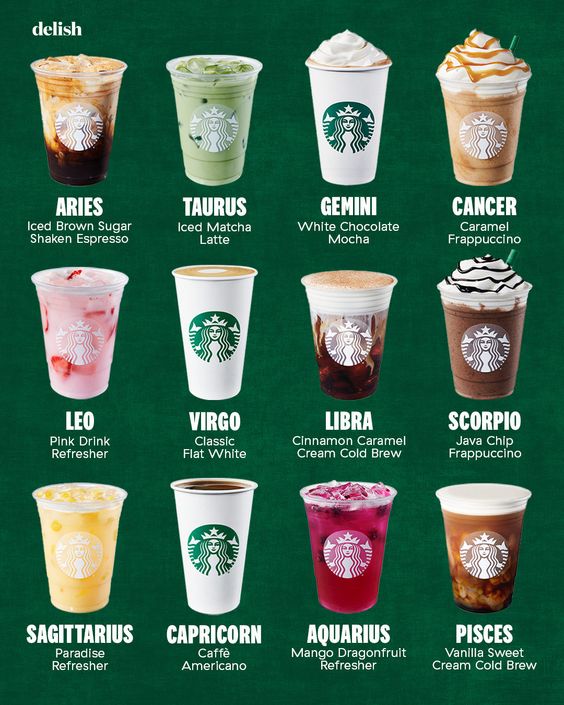 delish
ARIES
Iced Brown Sugar
Shaken Espresso
TAURUS
Iced Matcha
Latte
GEMINI
White Chocolate
Mocha
CANCER
Caramel
Frappuccino
LEO
Pink Drink
Refresher
VIRGO
Classic
Flat White
LIBRA
Cinnamon Caramel
Cream Cold Brew
SCORPIO
Java Chip
Frappuccino
SAGITTARIUS
Paradise
Refresher
CAPRICORN
Caffè
Americano
AQUARIUS
Mango Dragonfruit
Refresher
PISCES
Vanilla Sweet
Cream Cold Brew